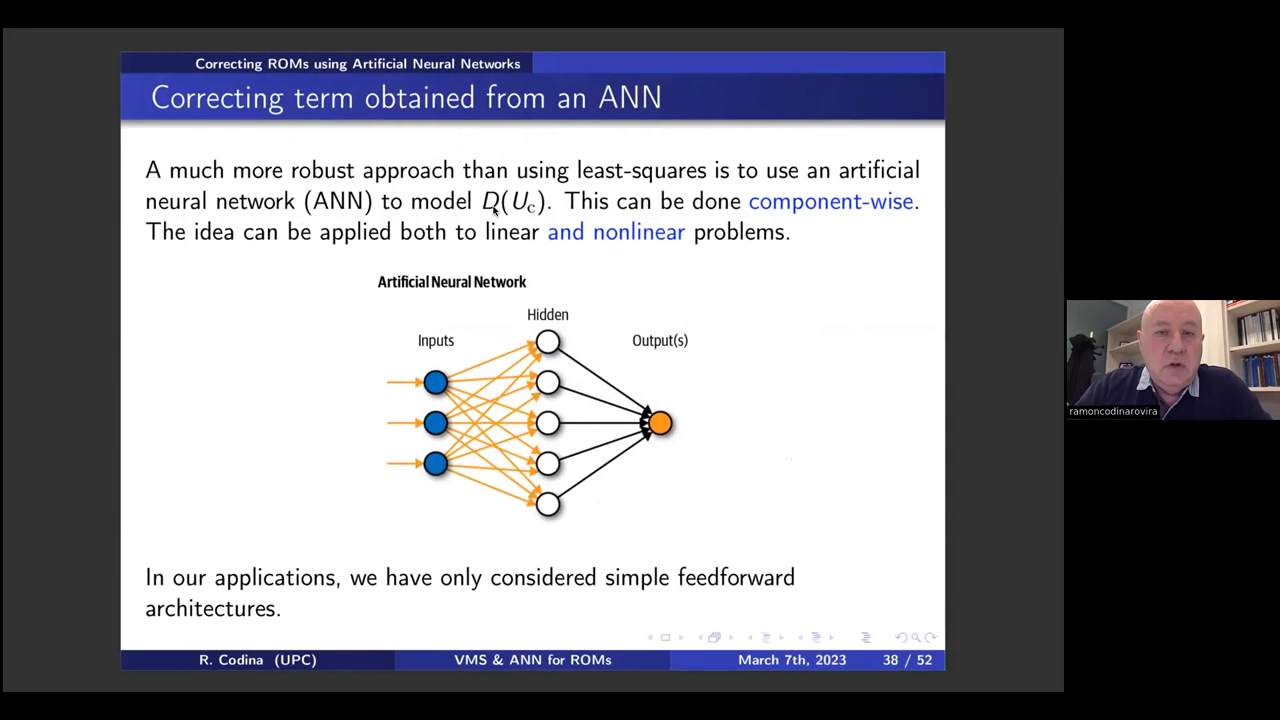 Correcting ROMs using Artificial Neural Networks
Correcting term obtained from an ANN
A much more robust approach than using least-squares is to use an artificial
neural network (ANN) to model D(U_c). This can be done component-wise.
The idea can be applied both to linear and nonlinear problems.
Artificial Neural Network
Hidden
Inputs
Output(s)
In our applications, we have only considered simple feedforward
architectures.
R. Codina (UPC)
VMS & ANN for ROMs
March 7th, 2023
38 / 52
ramoncodinarovira